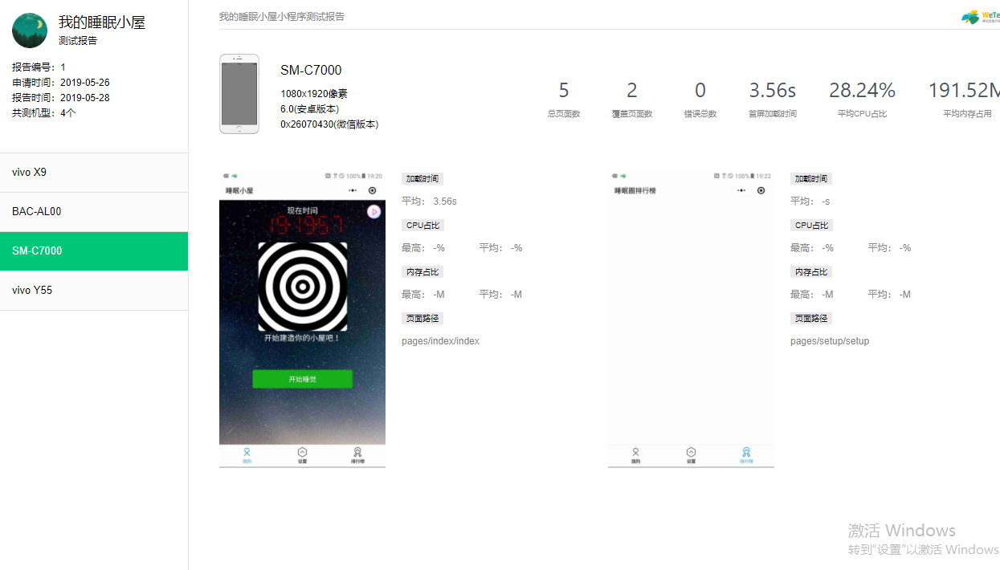 我的睡眠小屋
测试报告
报告编号：1
申请时间：2019-05-26
报告时间：2019-05-28
共测机型：4个
vivo X9
BAC-AL00
SM-C7000
vivo Y55
我的睡眠小屋小程序测试报告
WeTe
SM-C7000
1080x1920像素
6.0(安卓版本)
0x26070430(微信版本)
5
总页面数
2
覆盖页面数
0
错误总数
3.56s
首屏加载时间
28.24%
平均CPU占比
191.52M
平均内存占用
100% 19:20
睡眠小屋
现在时间
19:19:57
开始建造你的小屋吧！
开始睡觉
我的
设置
排行榜
加载时间
平均： 3.56s
CPU占比
最高： -% 平均： -%
内存占比
最高： -M 平均： -M
页面路径
pages/index/index
100% 19:22
睡眠圈排行榜
我的
设置
排行榜
加载时间
平均： -s
CPU占比
最高： -% 平均： -%
内存占比
最高： -M 平均： -M
页面路径
pages/setup/setup
激活 Windows
转到"设置"以激活 Windows